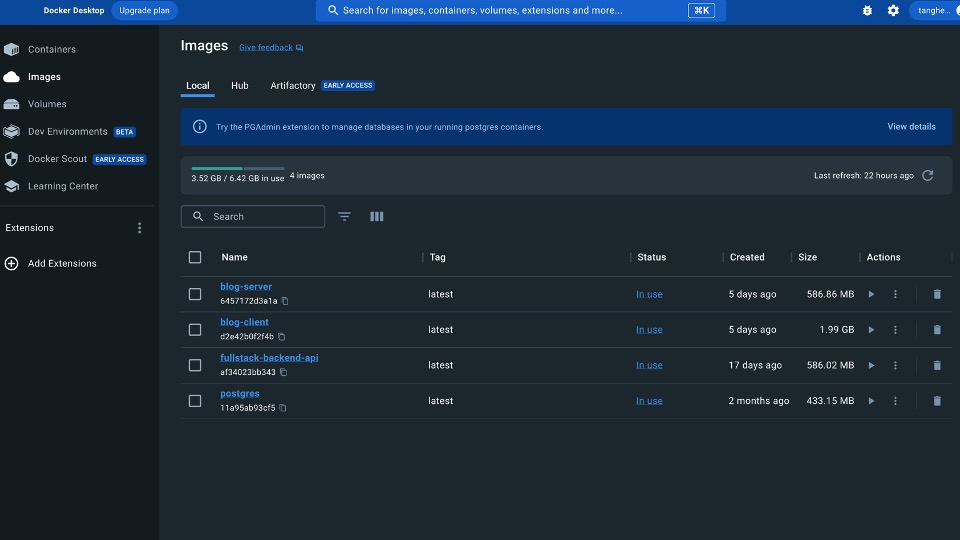 Docker Desktop Upgrade plan Search for images, containers, volumes, extensions and more... ⌘K tanghe...
Containers
Images
Volumes
Dev Environments BETA
Docker Scout EARLY ACCESS
Learning Center
Extensions
Add Extensions
Images Give feedback
Local Hub Artifactory EARLY ACCESS
Try the PGAdmin extension to manage databases in your running postgres containers. View details
3.52 GB / 6.42 GB in use 4 images Last refresh: 22 hours ago
Search
Name Tag Status Created Size Actions
blog-server
6457172d3a1a latest In use 5 days ago 586.86 MB
blog-client
d2e42b0f2f4b latest In use 5 days ago 1.99 GB
fullstack-backend-api
af34023bb343 latest In use 17 days ago 586.02 MB
postgres
11a95ab93cf5 latest In use 2 months ago 433.15 MB